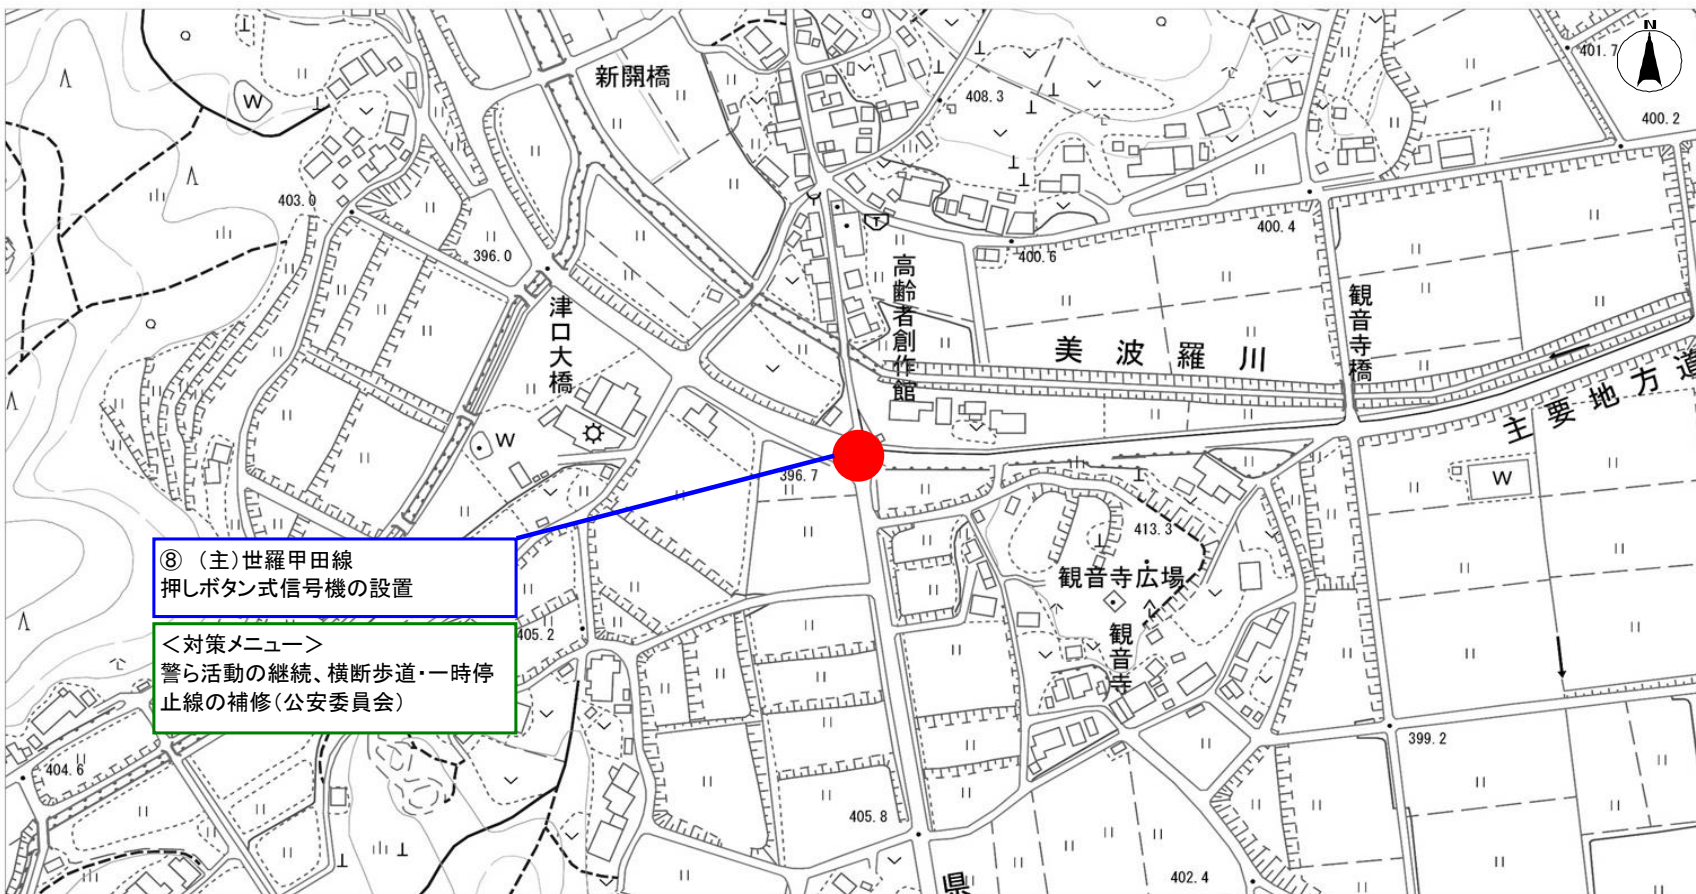 N
新開橋
401.7
408.3
400.2
W
403.0
400.4
396.0
400.6
高齢者創作館
観音寺橋
津口大橋
美波羅川
主要地方道
W
396.7
W
413.3
⑧ （主）世羅甲田線
押しボタン式信号機の設置
観音寺広場
405.2
＜対策メニュー＞
警ら活動の継続、横断歩道・一時停
止線の補修（公安委員会）
観音寺
399.2
404.6
405.8
402.4
県